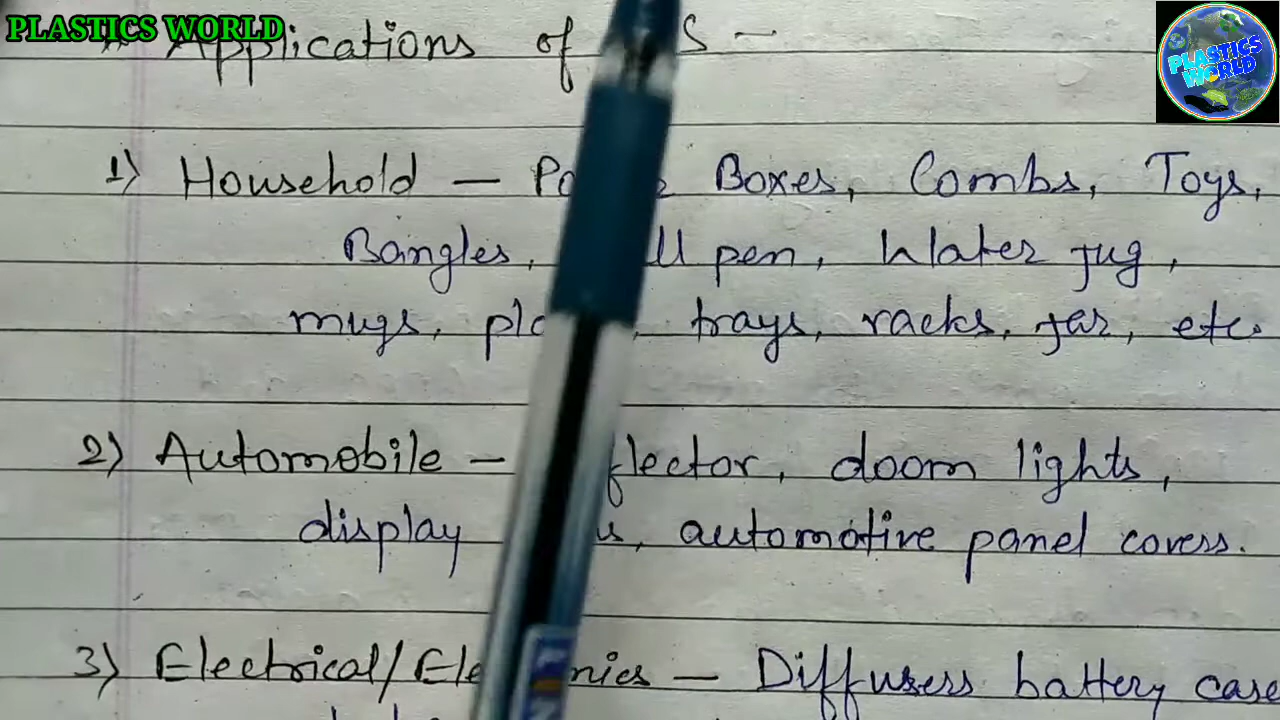 PLASTICS WORLD
PLASTICS
WORLD
Applications of S -
1) Household - Boxes, Combs, Toys,
Bangles, pen, Water jug,
mugs, trays, racks, jar, etc.
2) Automobile - doom lights,
display automotive panel covers.
3) Electrical/ - Diffusers battery case